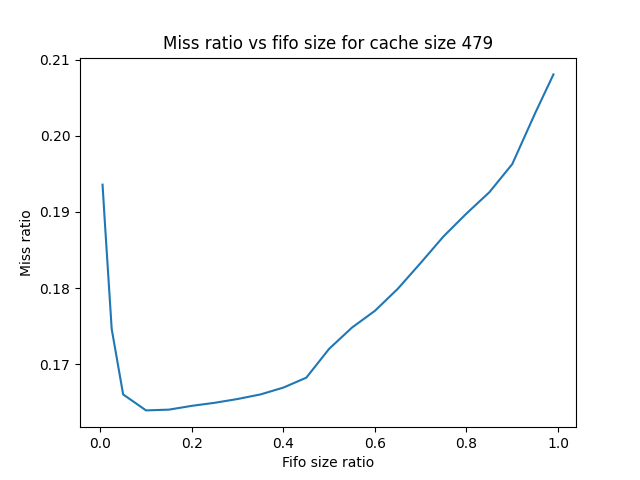 Miss ratio vs fifo size for cache size 479
0.21
0.20
0.19
0.18
0.17
Miss ratio
0.0 0.2 0.4 0.6 0.8 1.0
Fifo size ratio